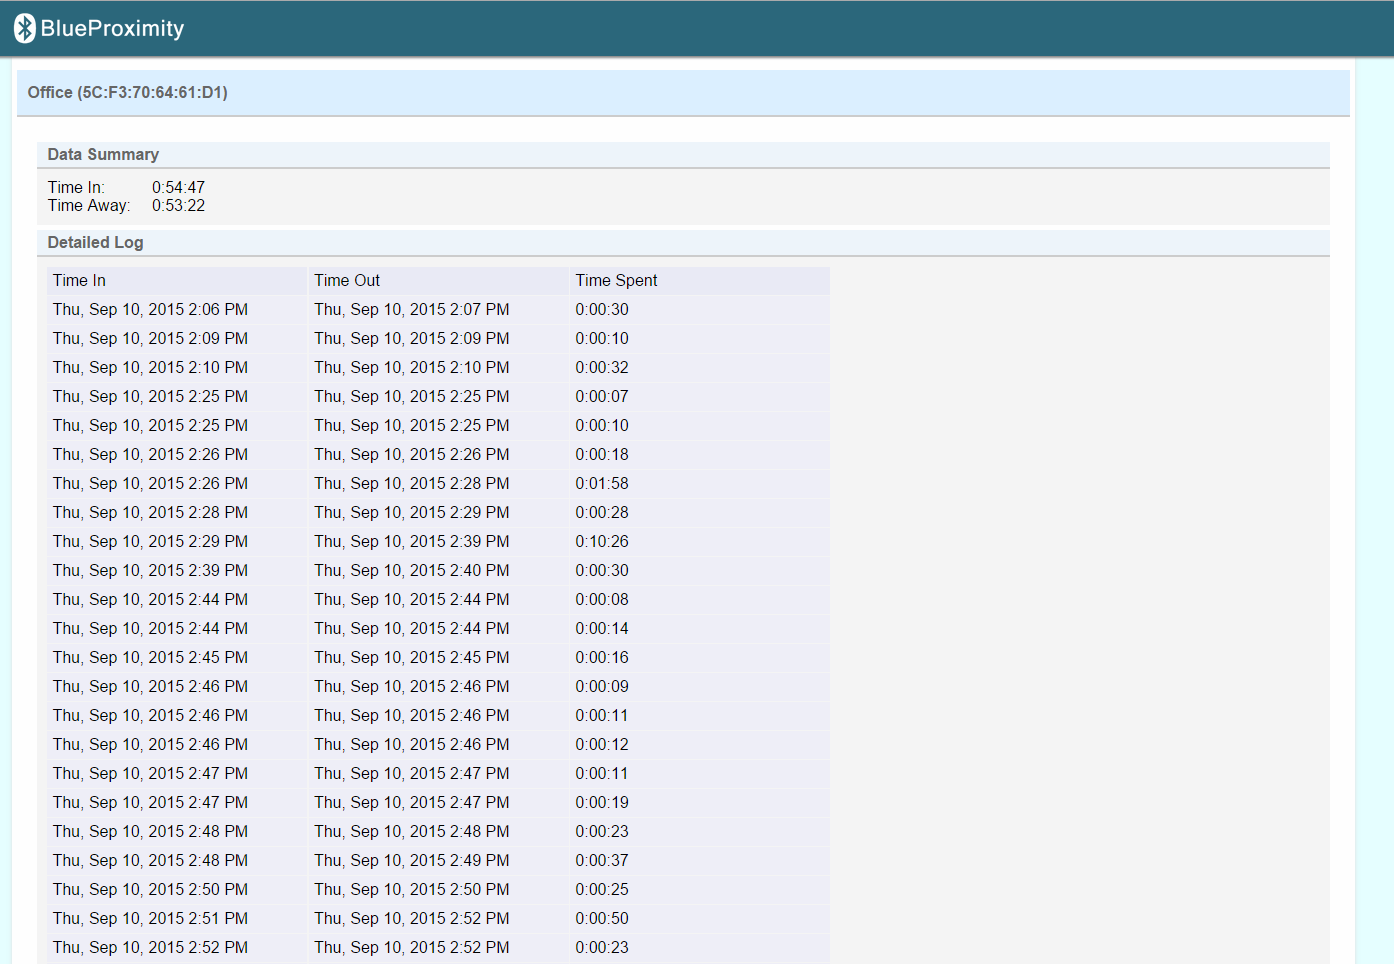 BlueProximity
Office (5C:F3:70:64:61:D1)
Data Summary
Time In: 0:54:47
Time Away: 0:53:22
Detailed Log
Time In Time Out Time Spent
Thu, Sep 10, 2015 2:06 PM Thu, Sep 10, 2015 2:07 PM 0:00:30
Thu, Sep 10, 2015 2:09 PM Thu, Sep 10, 2015 2:09 PM 0:00:10
Thu, Sep 10, 2015 2:10 PM Thu, Sep 10, 2015 2:10 PM 0:00:32
Thu, Sep 10, 2015 2:25 PM Thu, Sep 10, 2015 2:25 PM 0:00:07
Thu, Sep 10, 2015 2:25 PM Thu, Sep 10, 2015 2:25 PM 0:00:10
Thu, Sep 10, 2015 2:26 PM Thu, Sep 10, 2015 2:26 PM 0:00:18
Thu, Sep 10, 2015 2:26 PM Thu, Sep 10, 2015 2:28 PM 0:01:58
Thu, Sep 10, 2015 2:28 PM Thu, Sep 10, 2015 2:29 PM 0:00:28
Thu, Sep 10, 2015 2:29 PM Thu, Sep 10, 2015 2:39 PM 0:10:26
Thu, Sep 10, 2015 2:39 PM Thu, Sep 10, 2015 2:40 PM 0:00:30
Thu, Sep 10, 2015 2:44 PM Thu, Sep 10, 2015 2:44 PM 0:00:08
Thu, Sep 10, 2015 2:44 PM Thu, Sep 10, 2015 2:44 PM 0:00:14
Thu, Sep 10, 2015 2:45 PM Thu, Sep 10, 2015 2:45 PM 0:00:16
Thu, Sep 10, 2015 2:46 PM Thu, Sep 10, 2015 2:46 PM 0:00:09
Thu, Sep 10, 2015 2:46 PM Thu, Sep 10, 2015 2:46 PM 0:00:11
Thu, Sep 10, 2015 2:46 PM Thu, Sep 10, 2015 2:46 PM 0:00:12
Thu, Sep 10, 2015 2:47 PM Thu, Sep 10, 2015 2:47 PM 0:00:11
Thu, Sep 10, 2015 2:47 PM Thu, Sep 10, 2015 2:47 PM 0:00:19
Thu, Sep 10, 2015 2:48 PM Thu, Sep 10, 2015 2:48 PM 0:00:23
Thu, Sep 10, 2015 2:48 PM Thu, Sep 10, 2015 2:49 PM 0:00:37
Thu, Sep 10, 2015 2:50 PM Thu, Sep 10, 2015 2:50 PM 0:00:25
Thu, Sep 10, 2015 2:51 PM Thu, Sep 10, 2015 2:52 PM 0:00:50
Thu, Sep 10, 2015 2:52 PM Thu, Sep 10, 2015 2:52 PM 0:00:23